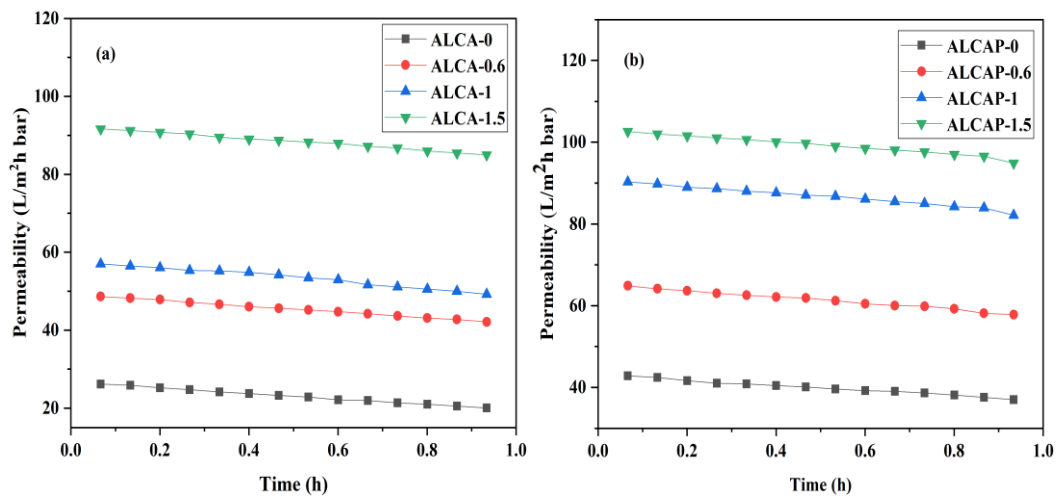 (a)
ALCA-0
ALCA-0.6
ALCA-1
ALCA-1.5
120
100
80
60
40
20
Permeability (L/m²h bar)
0.0 0.2 0.4 0.6 0.8 1.0
Time (h)
(b)
ALCAP-0
ALCAP-0.6
ALCAP-1
ALCAP-1.5
120
100
80
60
40
Permeability (L/m²h bar)
0.0 0.2 0.4 0.6 0.8 1.0
Time (h)